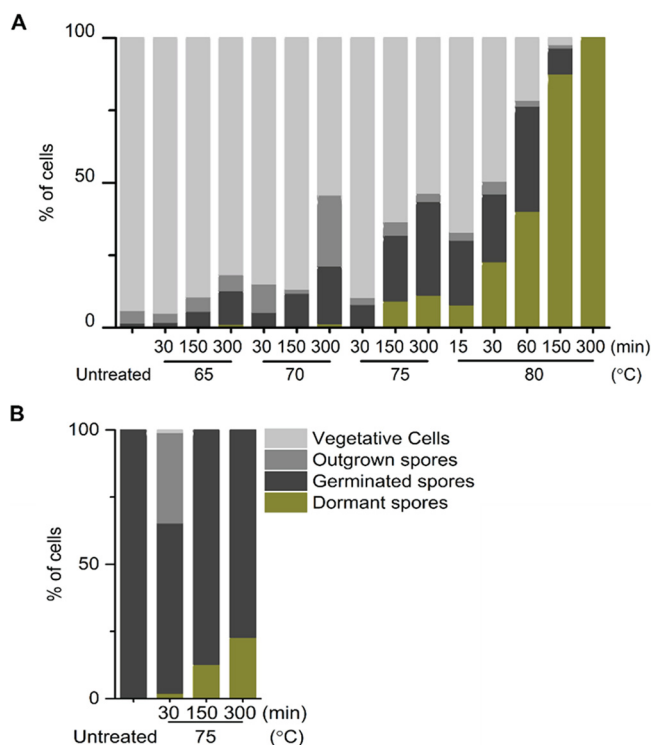 A
100
50
0
% of cells
30 150 300 30 150 300 30 150 300 15 30 60 150 300 (min)
Untreated 65 70 75 80 (°C)
B
100
50
0
% of cells
Vegetative Cells
Outgrown spores
Germinated spores
Dormant spores
30 150 300 (min)
Untreated 75 (°C)